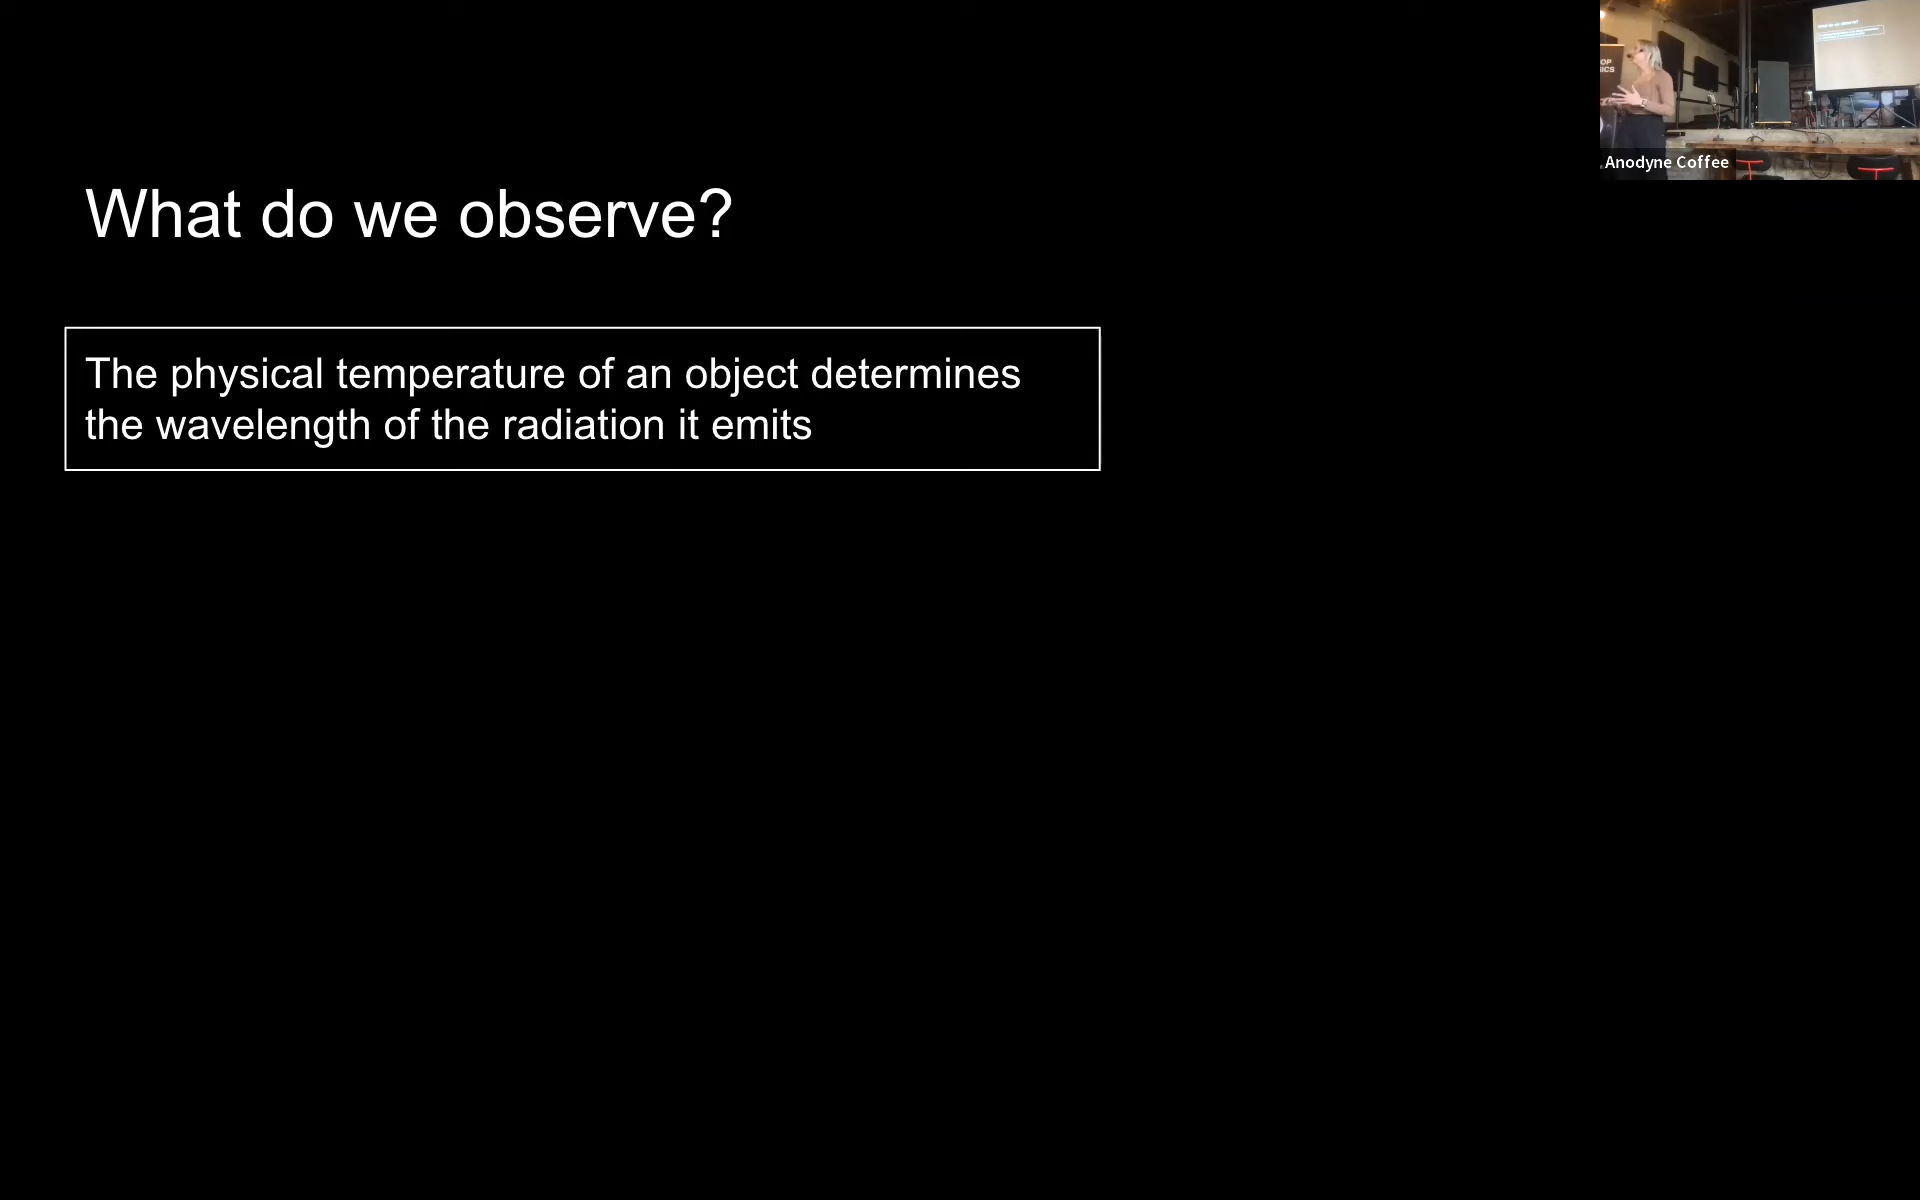 What do we observe?
The physical temperature of an object determines
the wavelength of the radiation it emits
Anodyne Coffee